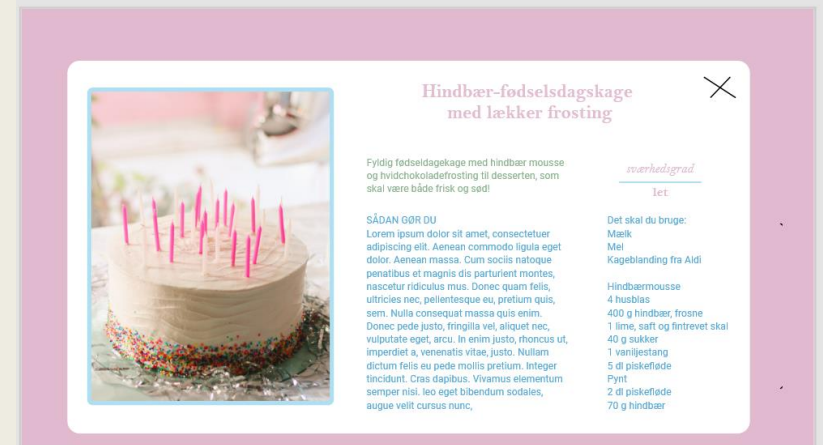 Hindbær-fødselsdagskage
med lækker frosting
Fyldig fødseldagekage med hindbær mousse
og hvidchokoladefrosting til desserten, som
skal være både frisk og sød!
sværhedsgrad
let
SÅDAN GØR DU
Lorem ipsum dolor sit amet, consectetuer
adipiscing elit. Aenean commodo ligula eget
dolor. Aenean massa. Cum sociis natoque
penatibus et magnis dis parturient montes,
nascetur ridiculus mus. Donec quam felis,
ultricies nec, pellentesque eu, pretium quis,
sem. Nulla consequat massa quis enim.
Donec pede justo, fringilla vel, aliquet nec,
vulputate eget, arcu. In enim justo, rhoncus ut,
imperdiet a, venenatis vitae, justo. Nullam
dictum felis eu pede mollis pretium. Integer
tincidunt. Cras dapibus. Vivamus elementum
semper nisi. leo eget bibendum sodales,
augue velit cursus nunc,
Det skal du bruge:
Mælk
Mel
Kageblanding fra Aldi
Hindbærmousse
4 husblas
400 g hindbær, frosne
1 lime, saft og fintrevet skal
40 g sukker
1 vaniljestang
5 dl piskefløde
Pynt
2 dl piskefløde
70 g hindbær